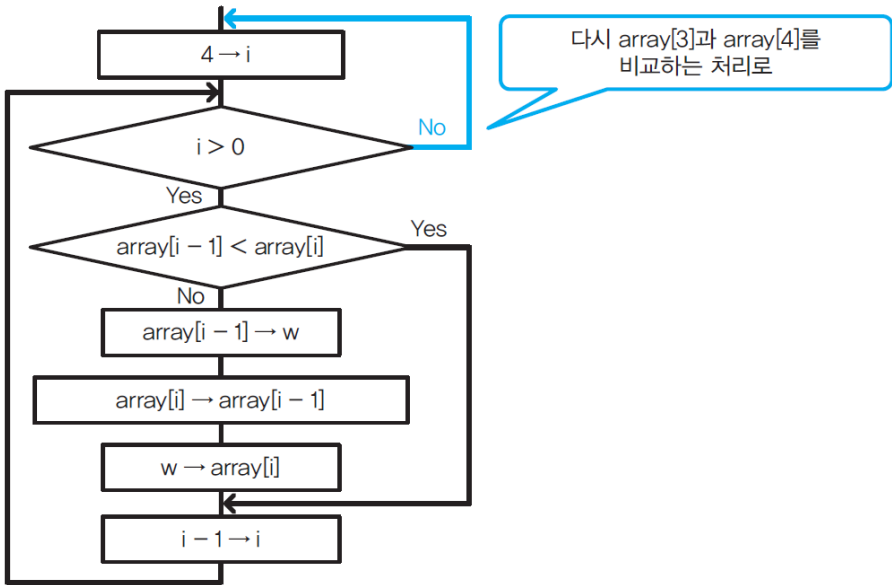 4 → i
다시 array[3]과 array[4]를
비교하는 처리로
i > 0
No
Yes
array[i − 1] < array[i]
Yes
No
array[i − 1] → w
array[i] → array[i − 1]
w → array[i]
i − 1 → i